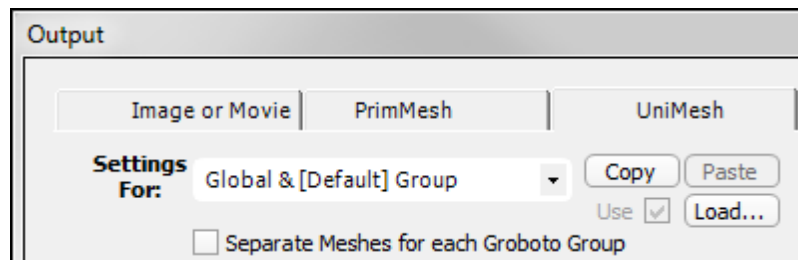 Output
Image or Movie PrimMesh UniMesh
Settings For: Global & [Default] Group Copy Paste
Use Load...
Separate Meshes for each Groboto Group